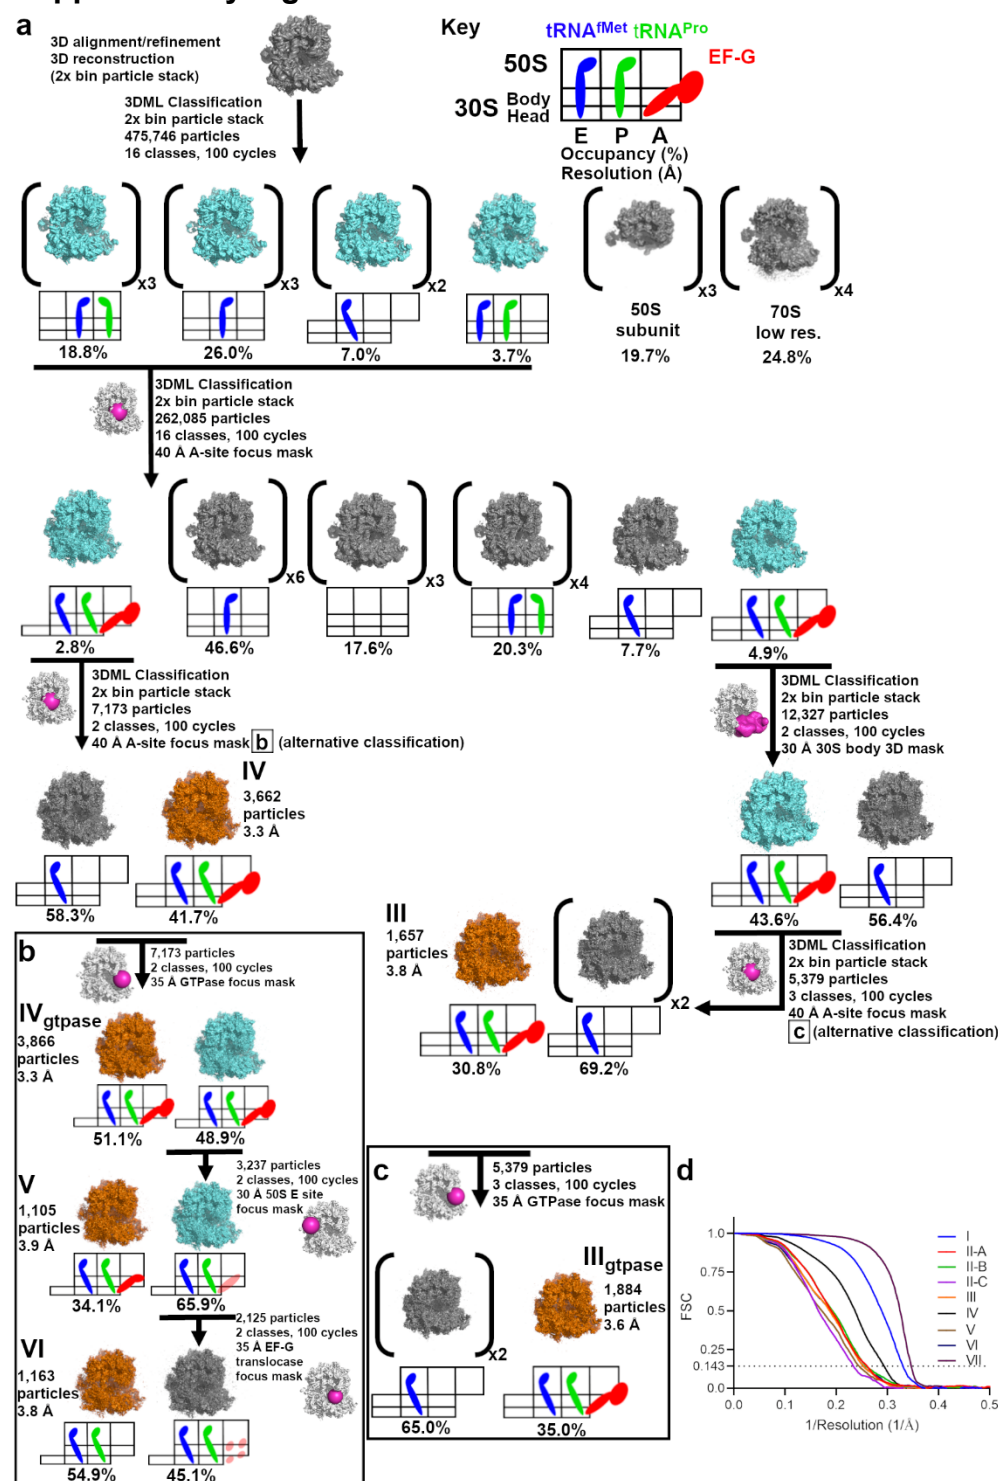 a
3D alignment/refinement
3D reconstruction
(2x bin particle stack)
Key
tRNAfMet tRNAPro
EF-G
50S
30S
Body
Head
E P A
Occupancy (%)
Resolution (Å)
3DML Classification
2x bin particle stack
475,746 particles
16 classes, 100 cycles
x3
x3
x2
x3
x4
18.8%
26.0%
7.0%
3.7%
50S
subunit
19.7%
70S
low res.
24.8%
3DML Classification
2x bin particle stack
262,085 particles
16 classes, 100 cycles
40 Å A-site focus mask
x6
x3
x4
2.8%
46.6%
17.6%
20.3%
7.7%
4.9%
3DML Classification
2x bin particle stack
7,173 particles
2 classes, 100 cycles
40 Å A-site focus mask b (alternative classification)
3DML Classification
2x bin particle stack
12,327 particles
2 classes, 100 cycles
30 Å 30S body 3D mask
IV
3,662
particles
3.3 Å
58.3%
41.7%
43.6%
56.4%
III
1,657
particles
3.8 Å
x2
30.8%
69.2%
3DML Classification
2x bin particle stack
5,379 particles
3 classes, 100 cycles
40 Å A-site focus mask
c (alternative classification)
b
7,173 particles
2 classes, 100 cycles
35 Å GTPase focus mask
IVgtpase
3,866
particles
3.3 Å
51.1%
48.9%
3,237 particles
2 classes, 100 cycles
30 Å 50S E site
focus mask
V
1,105
particles
3.9 Å
34.1%
65.9%
2,125 particles
2 classes, 100 cycles
35 Å EF-G
translocase
focus mask
VI
1,163
particles
3.8 Å
54.9%
45.1%
c
5,379 particles
3 classes, 100 cycles
35 Å GTPase focus mask
x2
IIIgtpase
1,884
particles
3.6 Å
65.0%
35.0%
d
FSC
1.0
0.75
0.5
0.25
0.143
0.0
0.0 0.1 0.2 0.3 0.4 0.5
1/Resolution (1/Å)
I
II-A
II-B
II-C
III
IV
V
VI
VII